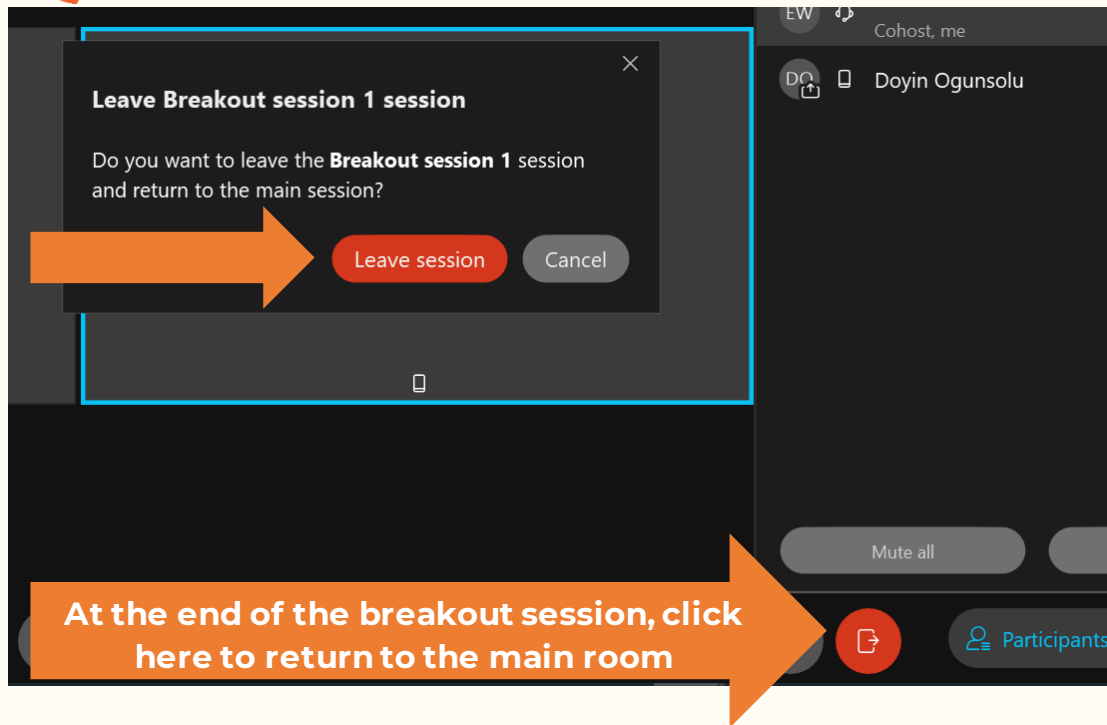 EW
Cohost, me
DO
Doyin Ogunsolu
Leave Breakout session 1 session
Do you want to leave the Breakout session 1 session
and return to the main session?
Leave session
Cancel
Mute all
At the end of the breakout session, click
here to return to the main room
Participants